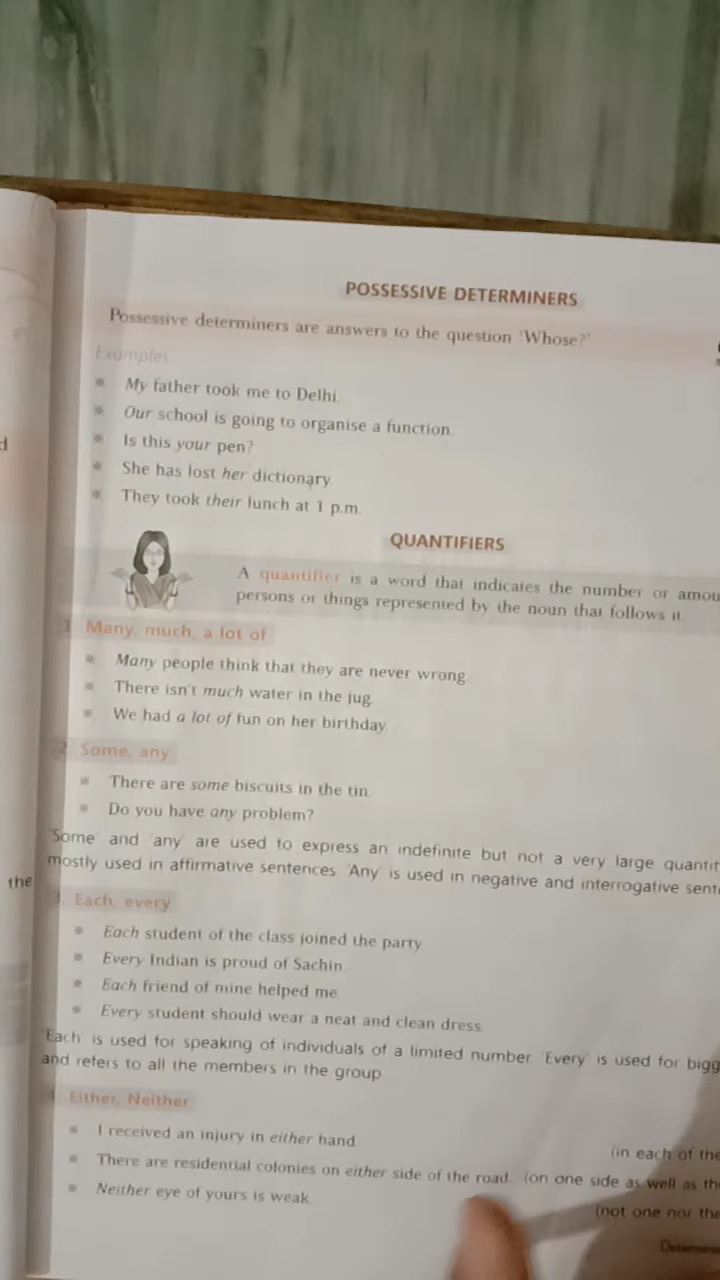 POSSESSIVE DETERMINERS
Possessive determiners are answers to the question 'Whose?'
Examples
* My father took me to Delhi.
* Our school is going to organise a function.
* Is this your pen?
d
* She has lost her dictionary.
* They took their lunch at 1 p.m.
QUANTIFIERS
A quantifier is a word that indicates the number or amou
persons or things represented by the noun that follows it.
1. Many, much, a lot of
* Many people think that they are never wrong.
* There isn't much water in the jug.
* We had a lot of fun on her birthday.
2. Some, any
* There are some biscuits in the tin.
* Do you have any problem?
'Some' and 'any' are used to express an indefinite but not a very large quantit
mostly used in affirmative sentences. 'Any' is used in negative and interrogative sent
the
3. Each, every
* Each student of the class joined the party.
* Every Indian is proud of Sachin.
* Each friend of mine helped me.
* Every student should wear a neat and clean dress.
'Each' is used for speaking of individuals of a limited number. 'Every' is used for bigg
and refers to all the members in the group.
4. Either, Neither
* I received an injury in either hand. (in each of the
* There are residential colonies on either side of the road. (on one side as well as th
* Neither eye of yours is weak. (not one nor the